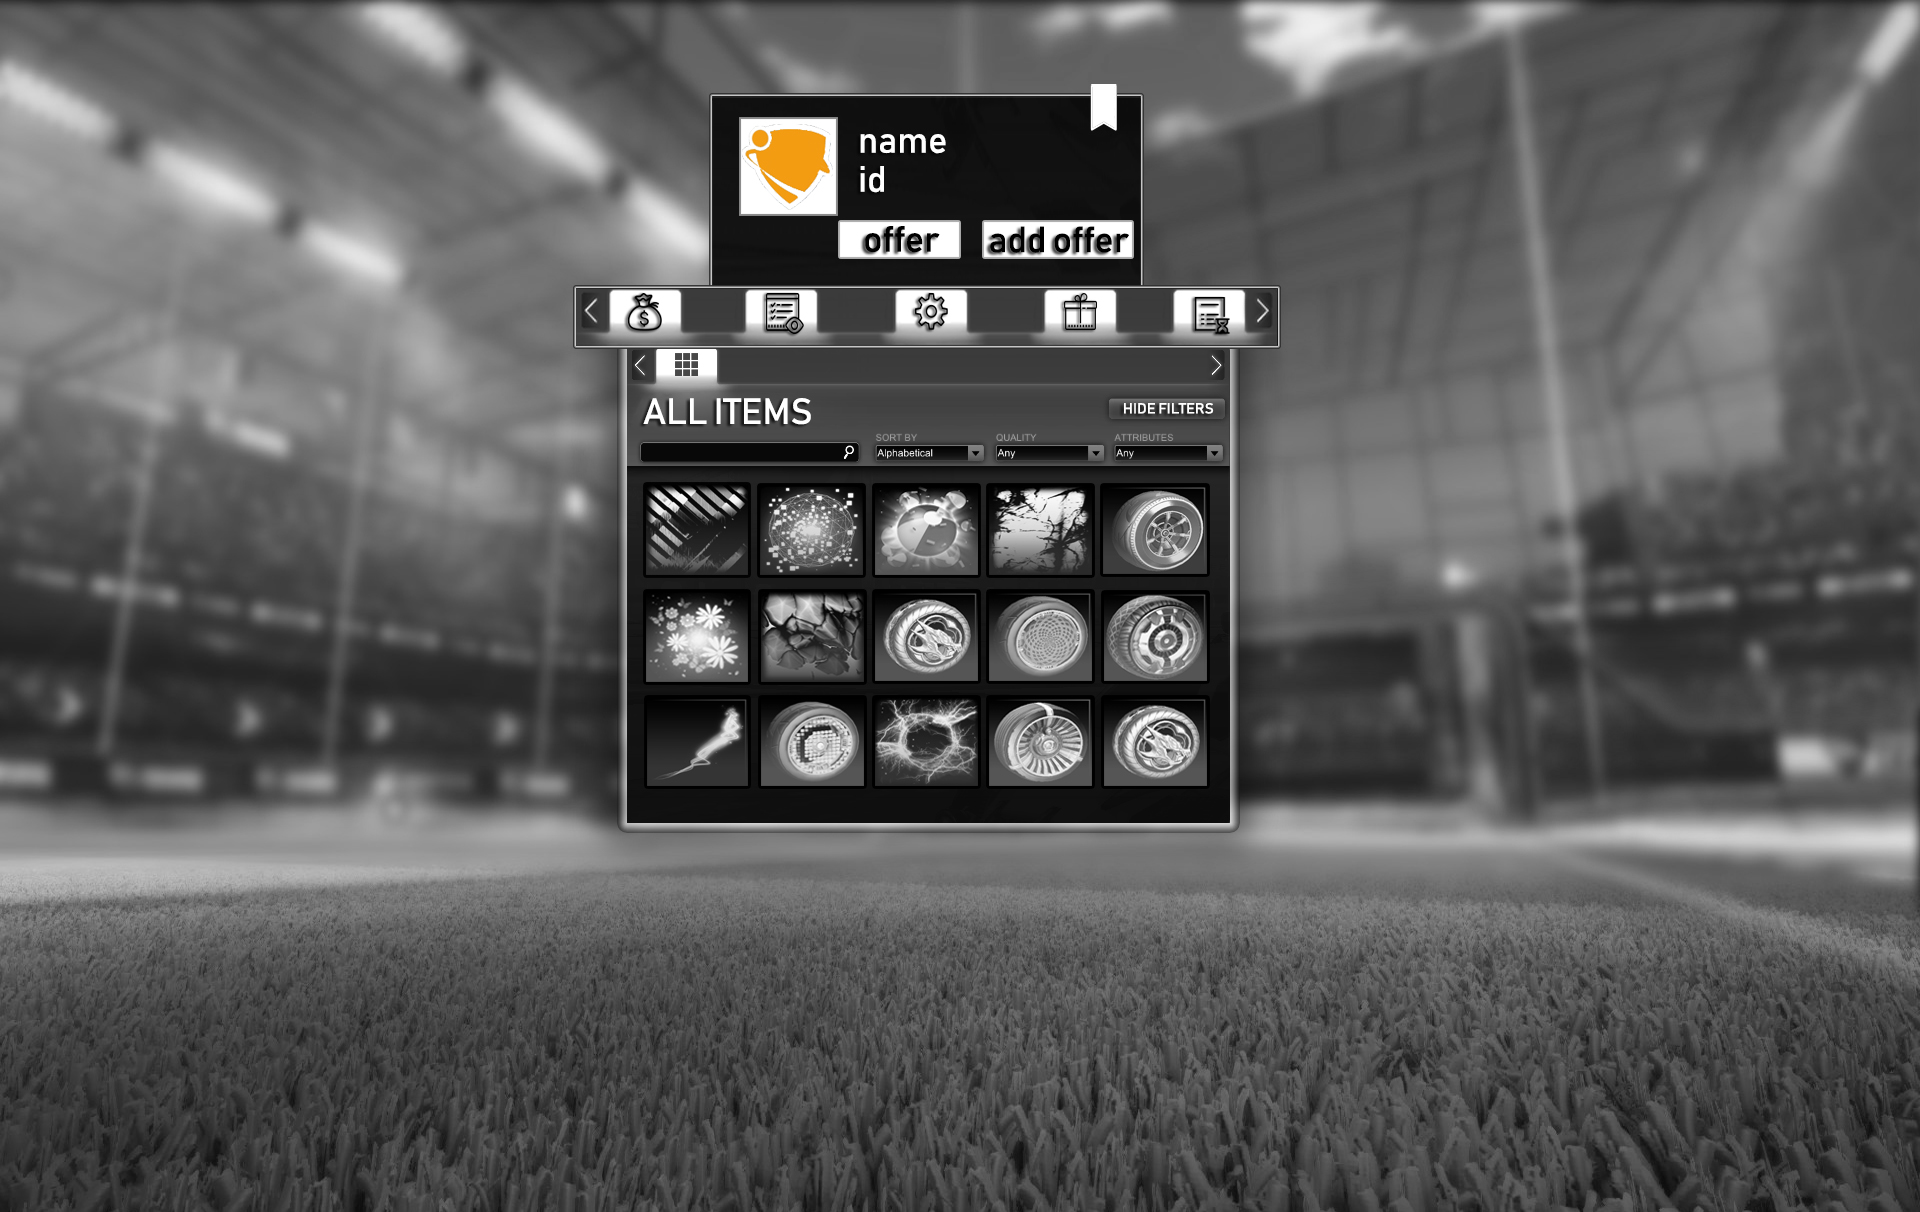 name
id
offer
add offer
ALL ITEMS
HIDE FILTERS
SORT BY
QUALITY
ATTRIBUTES
Alphabetical
Any
Any